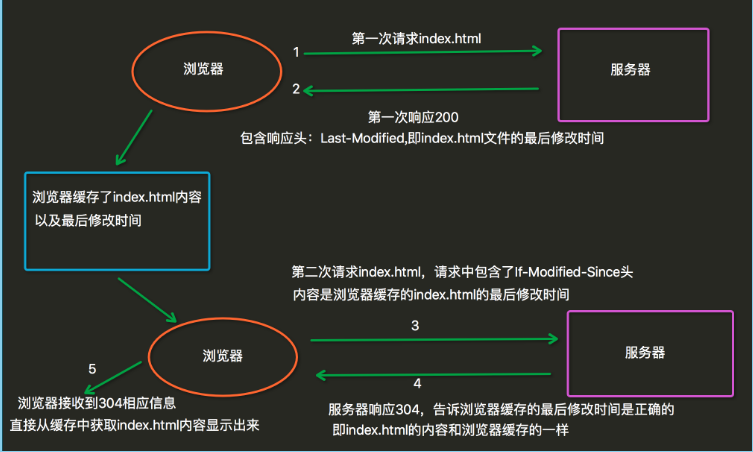 第一次请求index.html
1
浏览器
服务器
2
第一次响应200
包含响应头：Last-Modified,即index.html文件的最后修改时间
浏览器缓存了index.html内容
以及最后修改时间
第二次请求index.html，请求中包含了If-Modified-Since头
内容是浏览器缓存的index.html的最后修改时间
3
浏览器
服务器
5
4
浏览器接收到304相应信息
直接从缓存中获取index.html内容显示出来
服务器响应304，告诉浏览器缓存的最后修改时间是正确的
即index.html的内容和浏览器缓存的一样